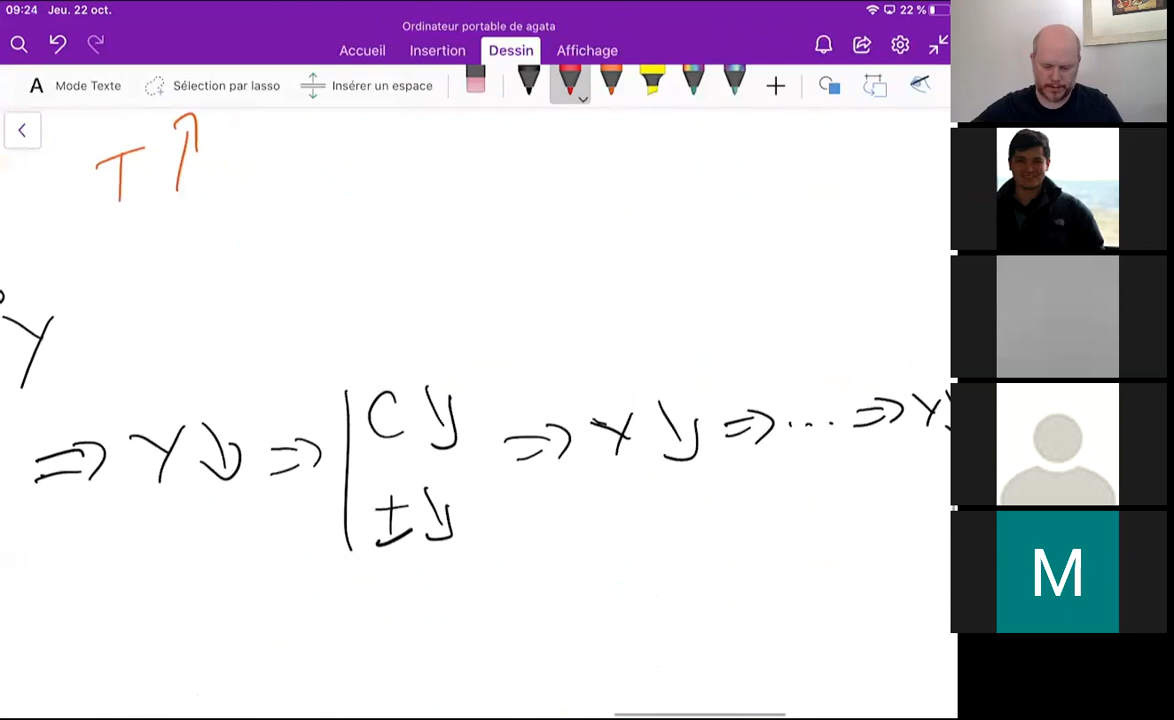 09:24 Jeu. 22 oct.
22 %
Ordinateur portable de agata
Accueil Insertion Dessin Affichage
A Mode Texte Sélection par lasso Insérer un espace
T ↑
Y
⇒ Y ↓ ⇒ | C ↓ ⇒ Y ↓ ⇒ ... ⇒ Y
M